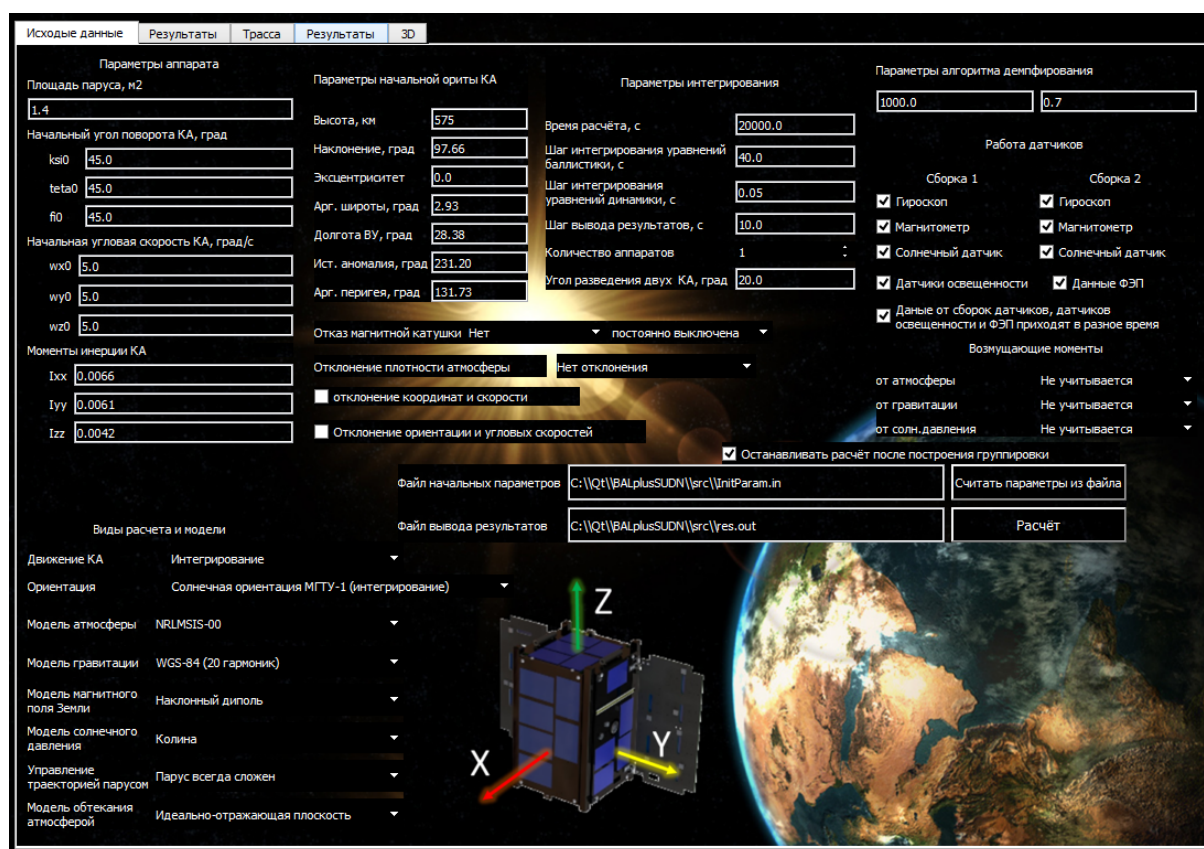 Исходые данные
Результаты
Трасса
Результаты
3D
Параметры аппарата
Площадь паруса, м2
1.4
Начальный угол поворота КА, град
ksi0 45.0
teta0 45.0
fi0 45.0
Начальная угловая скорость КА, град/с
wx0 5.0
wy0 5.0
wz0 5.0
Моменты инерции КА
Ixx 0.0066
Iyy 0.0061
Izz 0.0042
Параметры начальной ориты КА
Высота, км 575
Наклонение, град 97.66
Эксцентриситет 0.0
Арг. широты, град 2.93
Долгота ВУ, град 28.38
Ист. аномалия, град 231.20
Арг. перигея, град 131.73
Параметры интегрирования
Время расчёта, с 20000.0
Шаг интегрирования уравнений
баллистики, с
40.0
Шаг интегрирования
уравнений динамики, с
0.05
Шаг вывода результатов, с 10.0
Количество аппаратов 1
Угол разведения двух КА, град 20.0
Параметры алгоритма демпфирования
1000.0 0.7
Работа датчиков
Сборка 1 Сборка 2
Гироскоп Гироскоп
Магнитометр Магнитометр
Солнечный датчик Солнечный датчик
Датчики освещенности Данные ФЭП
Даные от сборок датчиков, датчиков
освещенности и ФЭП приходят в разное время
Возмущающие моменты
от атмосферы Не учитывается
от гравитации Не учитывается
от солн.давления Не учитывается
Отказ магнитной катушки Нет постоянно выключена
Отклонение плотности атмосферы Нет отклонения
отклонение координат и скорости
Отклонение ориентации и угловых скоростей
Останавливать расчёт после построения группировки
Файл начальных параметров C:\\Qt\\BALplusSUDN\\src\\InitParam.in Считать параметры из файла
Файл вывода результатов C:\\Qt\\BALplusSUDN\\src\\res.out Расчёт
Виды расчета и модели
Движение КА Интегрирование
Ориентация Солнечная ориентация МГТУ-1 (интегрирование)
Модель атмосферы NRLMSIS-00
Модель гравитации WGS-84 (20 гармоник)
Модель магнитного
поля Земли
Наклонный диполь
Модель солнечного
давления
Колина
Управление
траекторией парусом
Парус всегда сложен
Модель обтекания
атмосферой
Идеально-отражающая плоскость
Z
X
Y